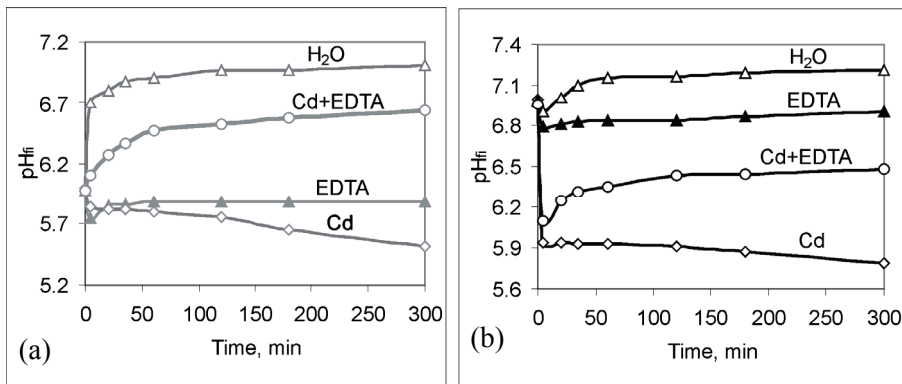 7.2
6.7
6.2
5.7
5.2
pHfi
H₂O
Cd+EDTA
EDTA
Cd
0 50 100 150 200 250 300
Time, min
(a)
7.4
7.1
6.8
6.5
6.2
5.9
5.6
pHfi
H₂O
EDTA
Cd+EDTA
Cd
0 50 100 150 200 250 300
Time, min
(b)